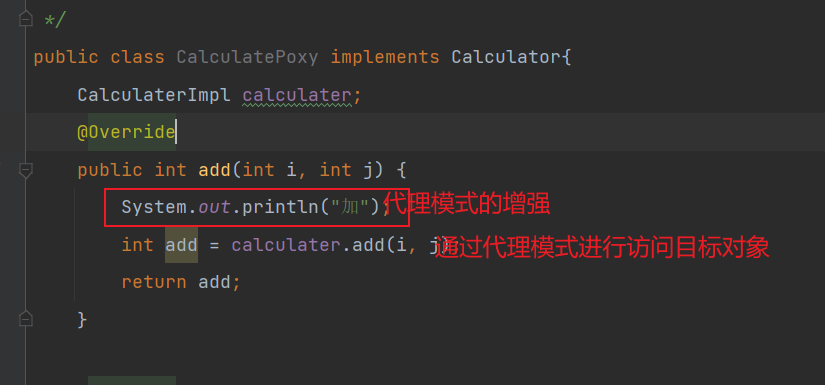 */
public class CalculatePoxy implements Calculator{
CalculaterImpl calculater;
@Override
public int add(int i, int j) {
System.out.println("加"); 代理模式的增强
int add = calculater.add(i, j); 通过代理模式进行访问目标对象
return add;
}